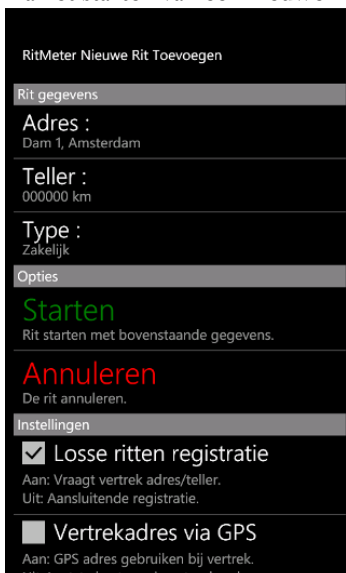 RitMeter Nieuwe Rit Toevoegen
Rit gegevens
Adres :
Dam 1, Amsterdam
Teller :
000000 km
Type :
Zakelijk
Opties
Starten
Rit starten met bovenstaande gegevens.
Annuleren
De rit annuleren.
Instellingen
Losse ritten registratie
Aan: Vraagt vertrek adres/teller.
Uit: Aansluitende registratie.
Vertrekadres via GPS
Aan: GPS adres gebruiken bij vertrek.